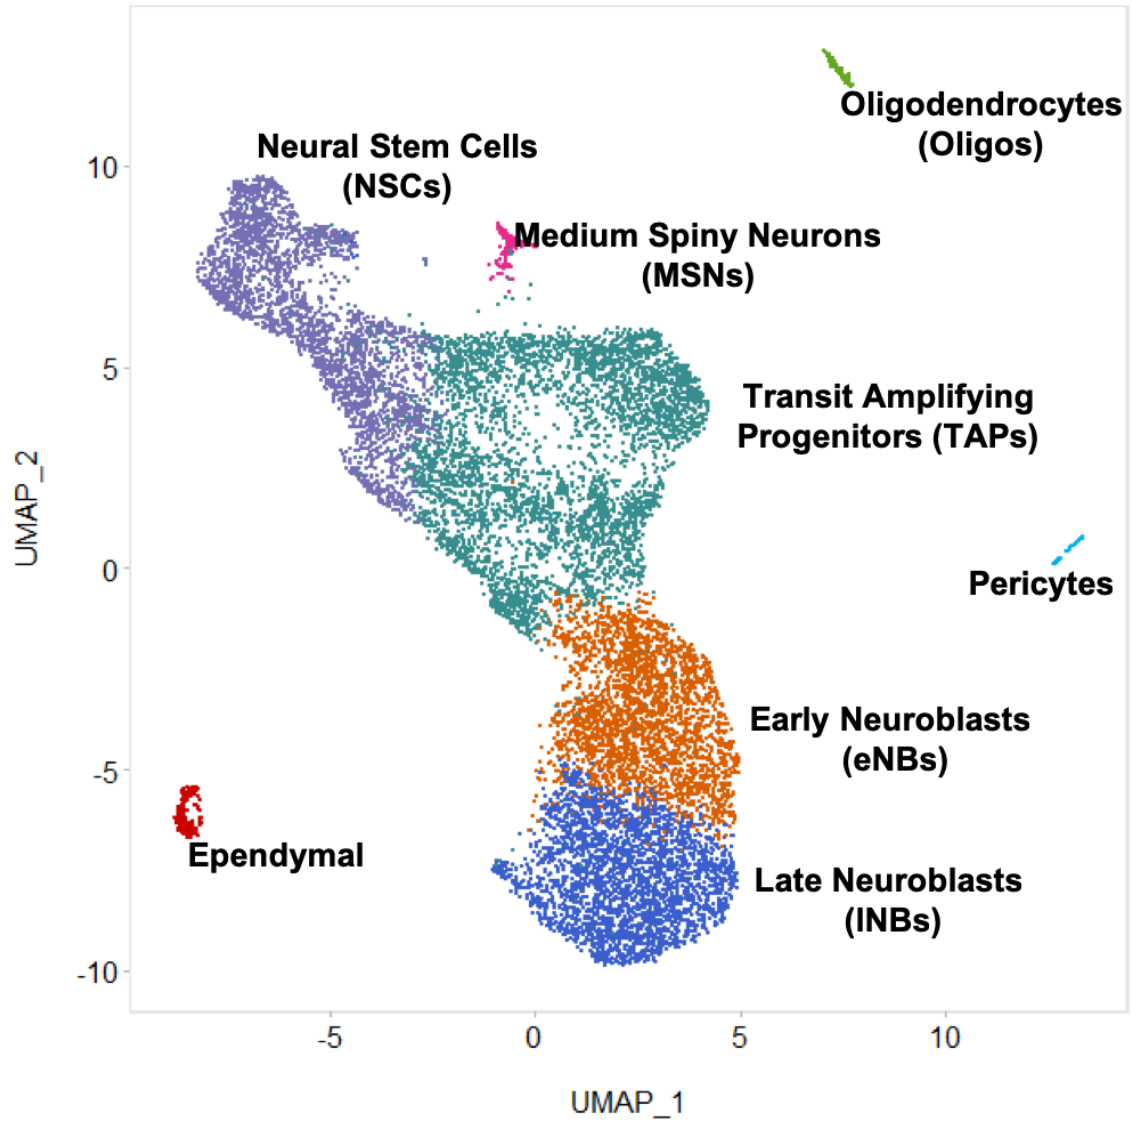 Oligodendrocytes
(Oligos)
Neural Stem Cells
(NSCs)
10
Medium Spiny Neurons
(MSNs)
5
Transit Amplifying
Progenitors (TAPs)
UMAP_2
0
Pericytes
Early Neuroblasts
(eNBs)
-5
Ependymal
Late Neuroblasts
(lNBs)
-10
-5
0
5
10
UMAP_1